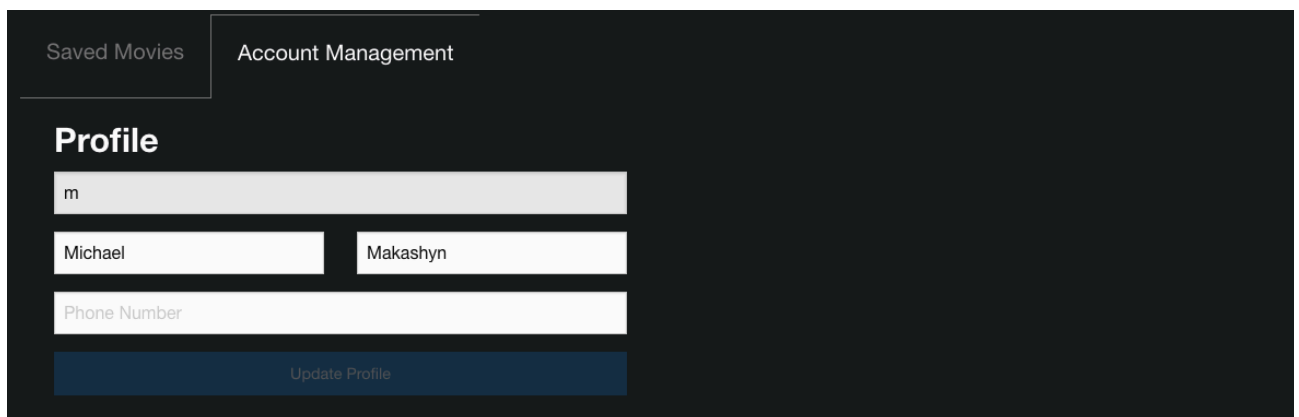 Saved Movies Account Management
Profile
m
Michael Makashyn
Phone Number
Update Profile